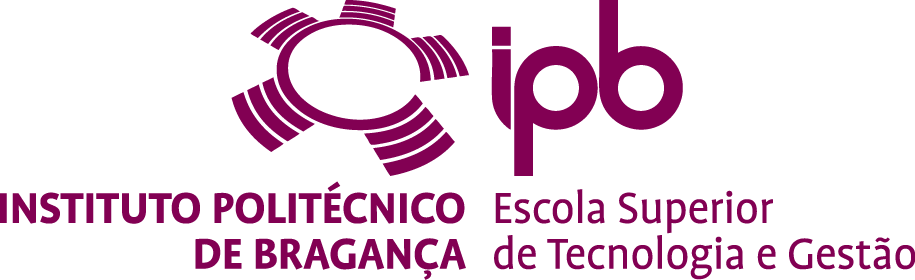 ipb
INSTITUTO POLITÉCNICO
DE BRAGANÇA
Escola Superior
de Tecnologia e Gestão